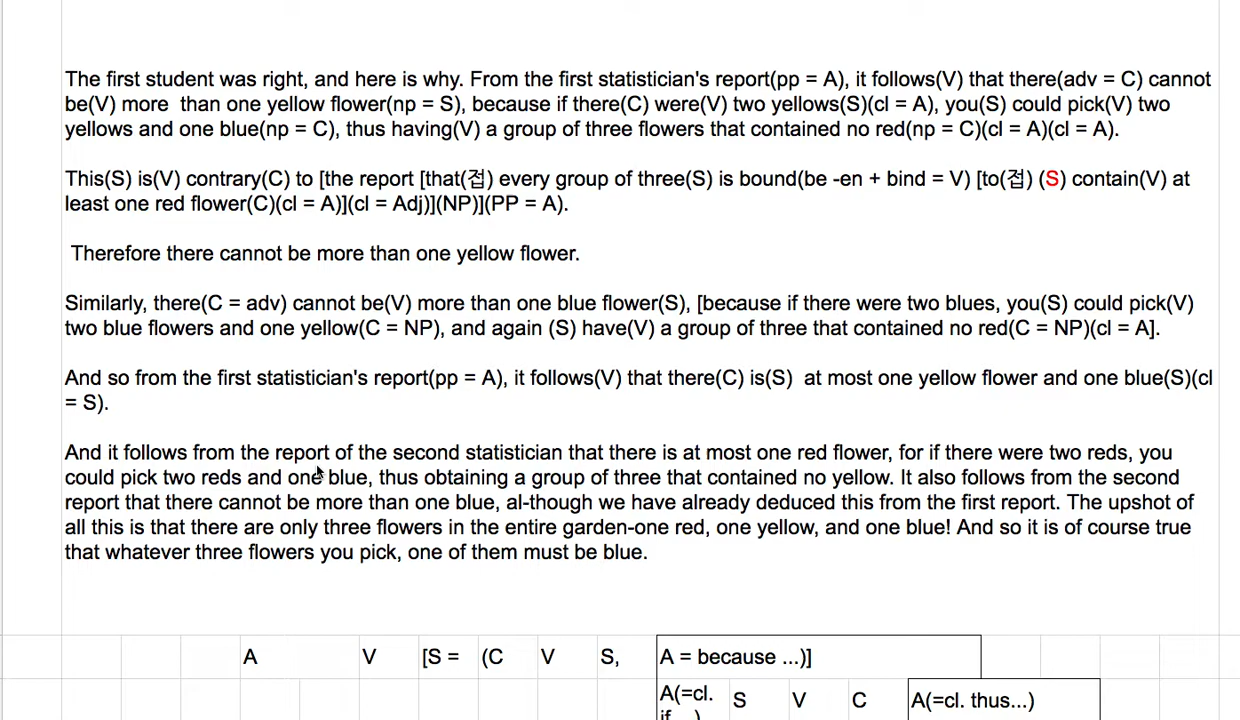 The first student was right, and here is why. From the first statistician's report(pp = A), it follows(V) that there(adv = C) cannot
be(V) more  than one yellow flower(np = S), because if there(C) were(V) two yellows(S)(cl = A), you(S) could pick(V) two
yellows and one blue(np = C), thus having(V) a group of three flowers that contained no red(np = C)(cl = A)(cl = A).
This(S) is(V) contrary(C) to [the report [that(접) every group of three(S) is bound(be -en + bind = V) [to(접) (S) contain(V) at
least one red flower(C)(cl = A)](cl = Adj)](NP)](PP = A).
Therefore there cannot be more than one yellow flower.
Similarly, there(C = adv) cannot be(V) more than one blue flower(S), [because if there were two blues, you(S) could pick(V)
two blue flowers and one yellow(C = NP), and again (S) have(V) a group of three that contained no red(C = NP)(cl = A].
And so from the first statistician's report(pp = A), it follows(V) that there(C) is(S)  at most one yellow flower and one blue(S)(cl
= S).
And it follows from the report of the second statistician that there is at most one red flower, for if there were two reds, you
could pick two reds and one blue, thus obtaining a group of three that contained no yellow. It also follows from the second
report that there cannot be more than one blue, al-though we have already deduced this from the first report. The upshot of
all this is that there are only three flowers in the entire garden-one red, one yellow, and one blue! And so it is of course true
that whatever three flowers you pick, one of them must be blue.
A V [S = (C V S, A = because ...)]
A(=cl. S V C A(=cl. thus...)
if ...)